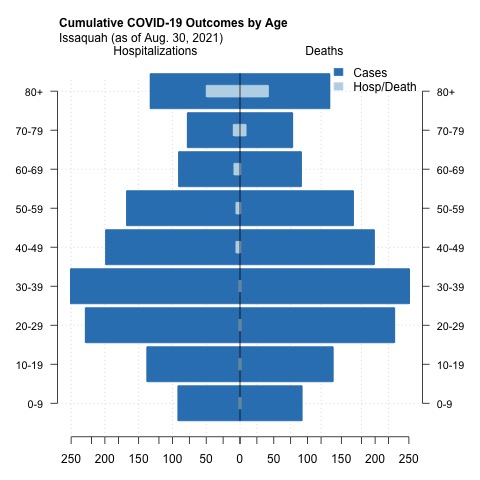 Cumulative COVID-19 Outcomes by Age
Issaquah (as of Aug. 30, 2021)
Hospitalizations Deaths
Cases
Hosp/Death
80+ 80+
70-79 70-79
60-69 60-69
50-59 50-59
40-49 40-49
30-39 30-39
20-29 20-29
10-19 10-19
0-9 0-9
250 200 150 100 50 0 50 100 150 200 250